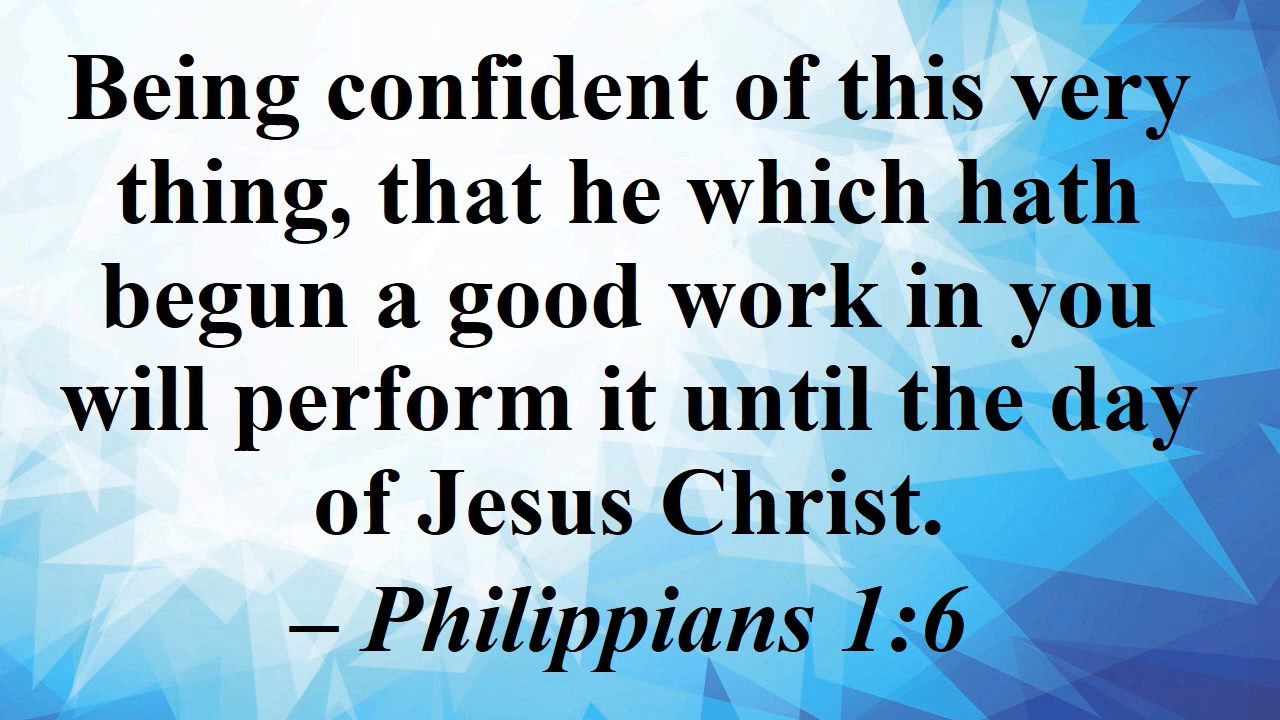 Being confident of this very
thing, that he which hath
begun a good work in you
will perform it until the day
of Jesus Christ.
– Philippians 1:6